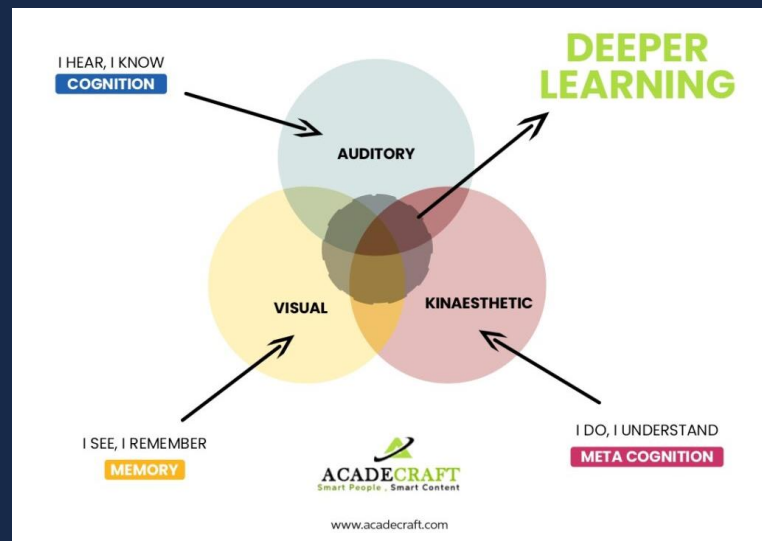 DEEPER
LEARNING
I HEAR, I KNOW
COGNITION
AUDITORY
VISUAL
KINAESTHETIC
I SEE, I REMEMBER
MEMORY
I DO, I UNDERSTAND
META COGNITION
ACADECRAFT
Smart People , Smart Content
www.acadecraft.com